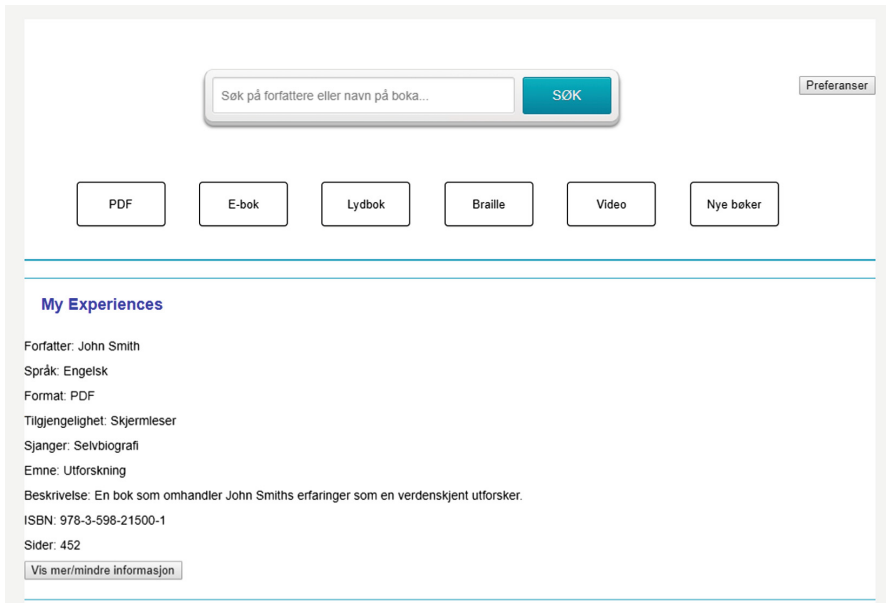 Søk på forfattere eller navn på boka...
SØK
Preferanser
PDF
E-bok
Lydbok
Braille
Video
Nye bøker
My Experiences
Forfatter: John Smith
Språk: Engelsk
Format: PDF
Tilgjengelighet: Skjermleser
Sjanger: Selvbiografi
Emne: Utforskning
Beskrivelse: En bok som omhandler John Smiths erfaringer som en verdenskjent utforsker.
ISBN: 978-3-598-21500-1
Sider: 452
Vis mer/mindre informasjon